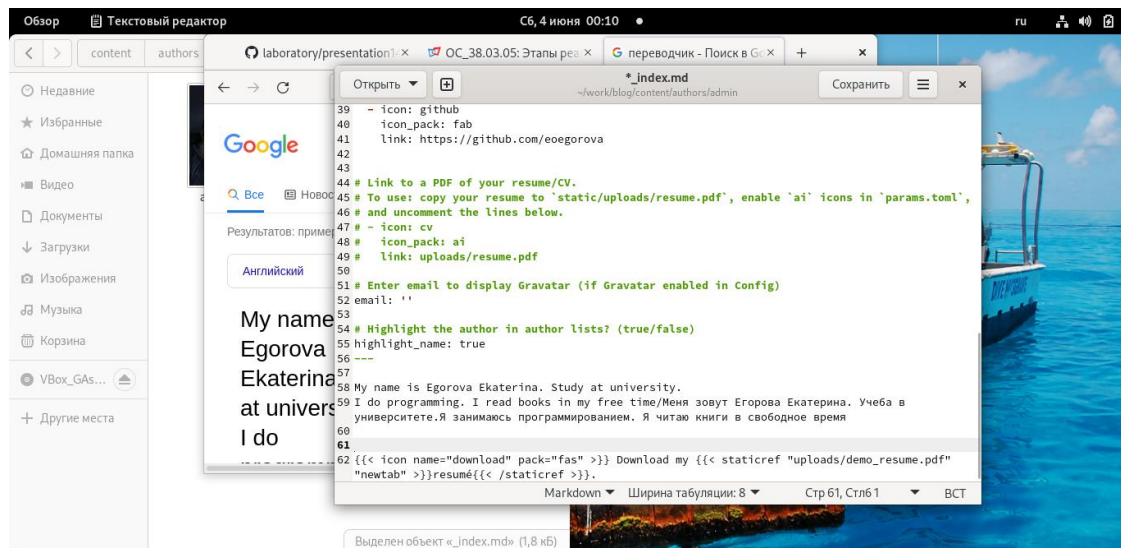 Обзор Текстовый редактор Сб, 4 июня 00:10 ru
content authors
laboratory/presentation1 ОС_38.03.05: Этапы реа переводчик - Поиск в Go
Недавние
Избранные
Домашняя папка
Видео
Документы
Загрузки
Изображения
Музыка
Корзина
VBox_GAs...
Другие места
Google
Все Новос
Результатов: пример
Английский
My name
Egorova
Ekaterina
at univers
I do
Открыть *_index.md Сохранить
~/work/blog/content/authors/admin
39 - icon: github
40 icon_pack: fab
41 link: https://github.com/eoegorova
42
43
44 # Link to a PDF of your resume/CV.
45 # To use: copy your resume to `static/uploads/resume.pdf`, enable `ai` icons in `params.toml`,
46 # and uncomment the lines below.
47 # - icon: cv
48 # icon_pack: ai
49 # link: uploads/resume.pdf
50
51 # Enter email to display Gravatar (if Gravatar enabled in Config)
52 email: ''
53
54 # Highlight the author in author lists? (true/false)
55 highlight_name: true
56 ---
57
58 My name is Egorova Ekaterina. Study at university.
59 I do programming. I read books in my free time/Меня зовут Егорова Екатерина. Учеба в
университете.Я занимаюсь программированием. Я читаю книги в свободное время
60
61
62 {{< icon name="download" pack="fas" >}} Download my {{< staticref "uploads/demo_resume.pdf"
"newtab" >}}resumé{{< /staticref >}}.
Markdown Ширина табуляции: 8 Стр 61, Стлб 1 ВСТ
Выделен объект «_index.md» (1,8 кБ)